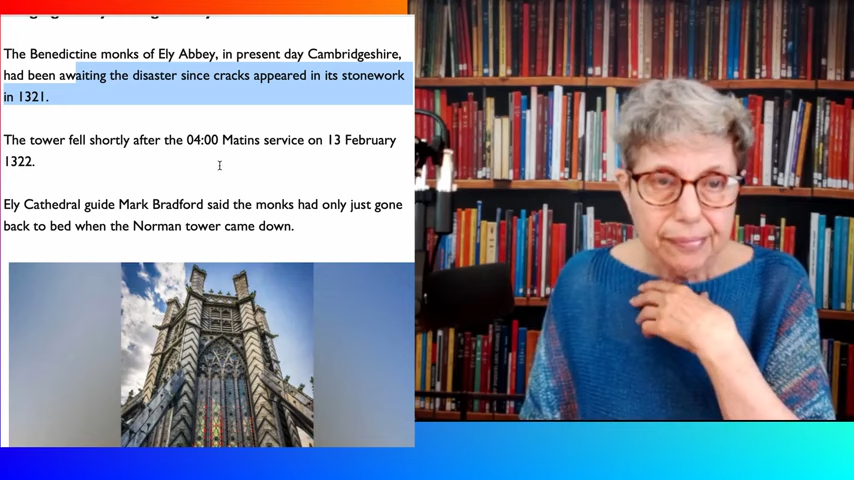 The Benedictine monks of Ely Abbey, in present day Cambridgeshire,
had been awaiting the disaster since cracks appeared in its stonework
in 1321.
The tower fell shortly after the 04:00 Matins service on 13 February
1322.
Ely Cathedral guide Mark Bradford said the monks had only just gone
back to bed when the Norman tower came down.